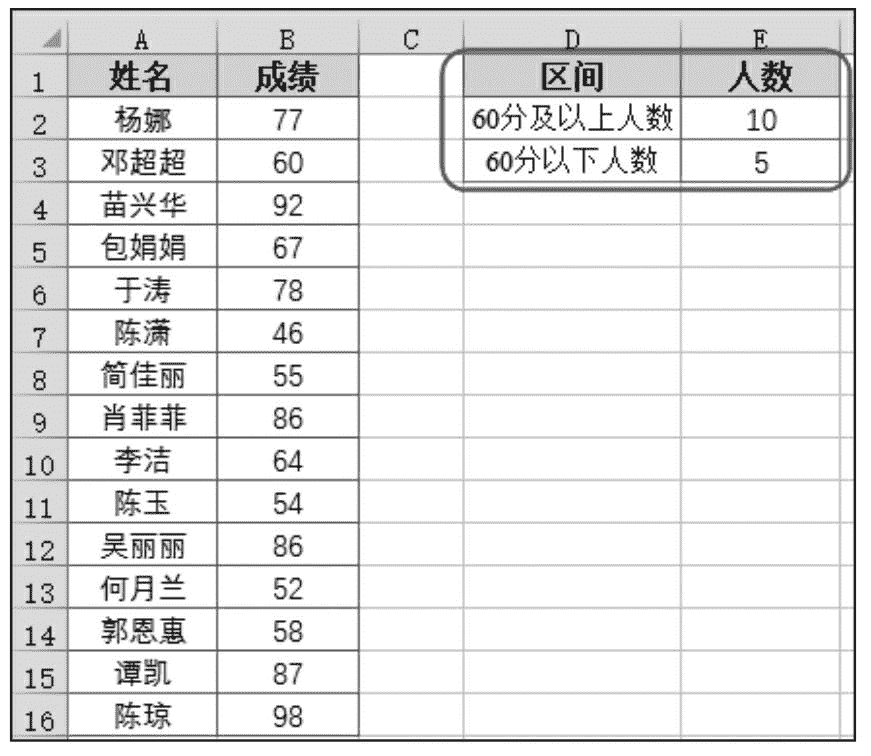 A B C D E
1 姓名 成绩 区间 人数
2 杨娜 77 60分及以上人数 10
3 邓超超 60 60分以下人数 5
4 苗兴华 92
5 包娟娟 67
6 于涛 78
7 陈潇 46
8 简佳丽 55
9 肖菲菲 86
10 李洁 64
11 陈玉 54
12 吴丽丽 86
13 何月兰 52
14 郭恩惠 58
15 谭凯 87
16 陈琼 98